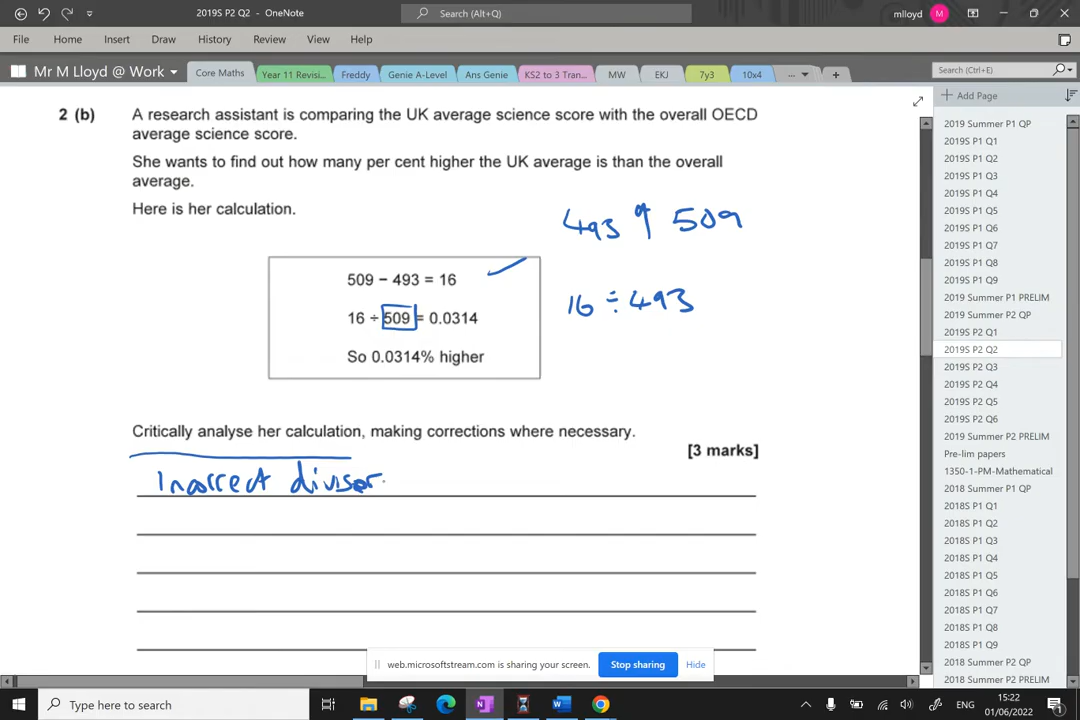 2019S P2 Q2 - OneNote
Search (Alt+Q)
mlloyd M
File Home Insert Draw History Review View Help
Mr M Lloyd @ Work Core Maths Year 11 Revisi... Freddy Genie A-Level Ans Genie KS2 to 3 Tran... MW EKJ 7y3 10x4 ... + Search (Ctrl+E)
2 (b) A research assistant is comparing the UK average science score with the overall OECD
average science score.
She wants to find out how many per cent higher the UK average is than the overall
average.
Here is her calculation.
493 ↑ 509
509 − 493 = 16 ✓
16 ÷ 509 = 0.0314
16 ÷ 493
So 0.0314% higher
Critically analyse her calculation, making corrections where necessary.
[3 marks]
Incorrect divisor
Add Page
2019 Summer P1 QP
2019S P1 Q1
2019S P1 Q2
2019S P1 Q3
2019S P1 Q4
2019S P1 Q5
2019S P1 Q6
2019S P1 Q7
2019S P1 Q8
2019S P1 Q9
2019 Summer P1 PRELIM
2019 Summer P2 QP
2019S P2 Q1
2019S P2 Q2
2019S P2 Q3
2019S P2 Q4
2019S P2 Q5
2019S P2 Q6
2019 Summer P2 PRELIM
Pre-lim papers
1350-1-PM-Mathematical
2018 Summer P1 QP
2018S P1 Q1
2018S P1 Q2
2018S P1 Q3
2018S P1 Q4
2018S P1 Q5
2018S P1 Q6
2018S P1 Q7
2018S P1 Q8
2018S P1 Q9
2018 Summer P2 QP
2018 Summer P2 PRELIM
web.microsoftstream.com is sharing your screen. Stop sharing Hide
Type here to search
ENG
15:22
01/06/2022
1